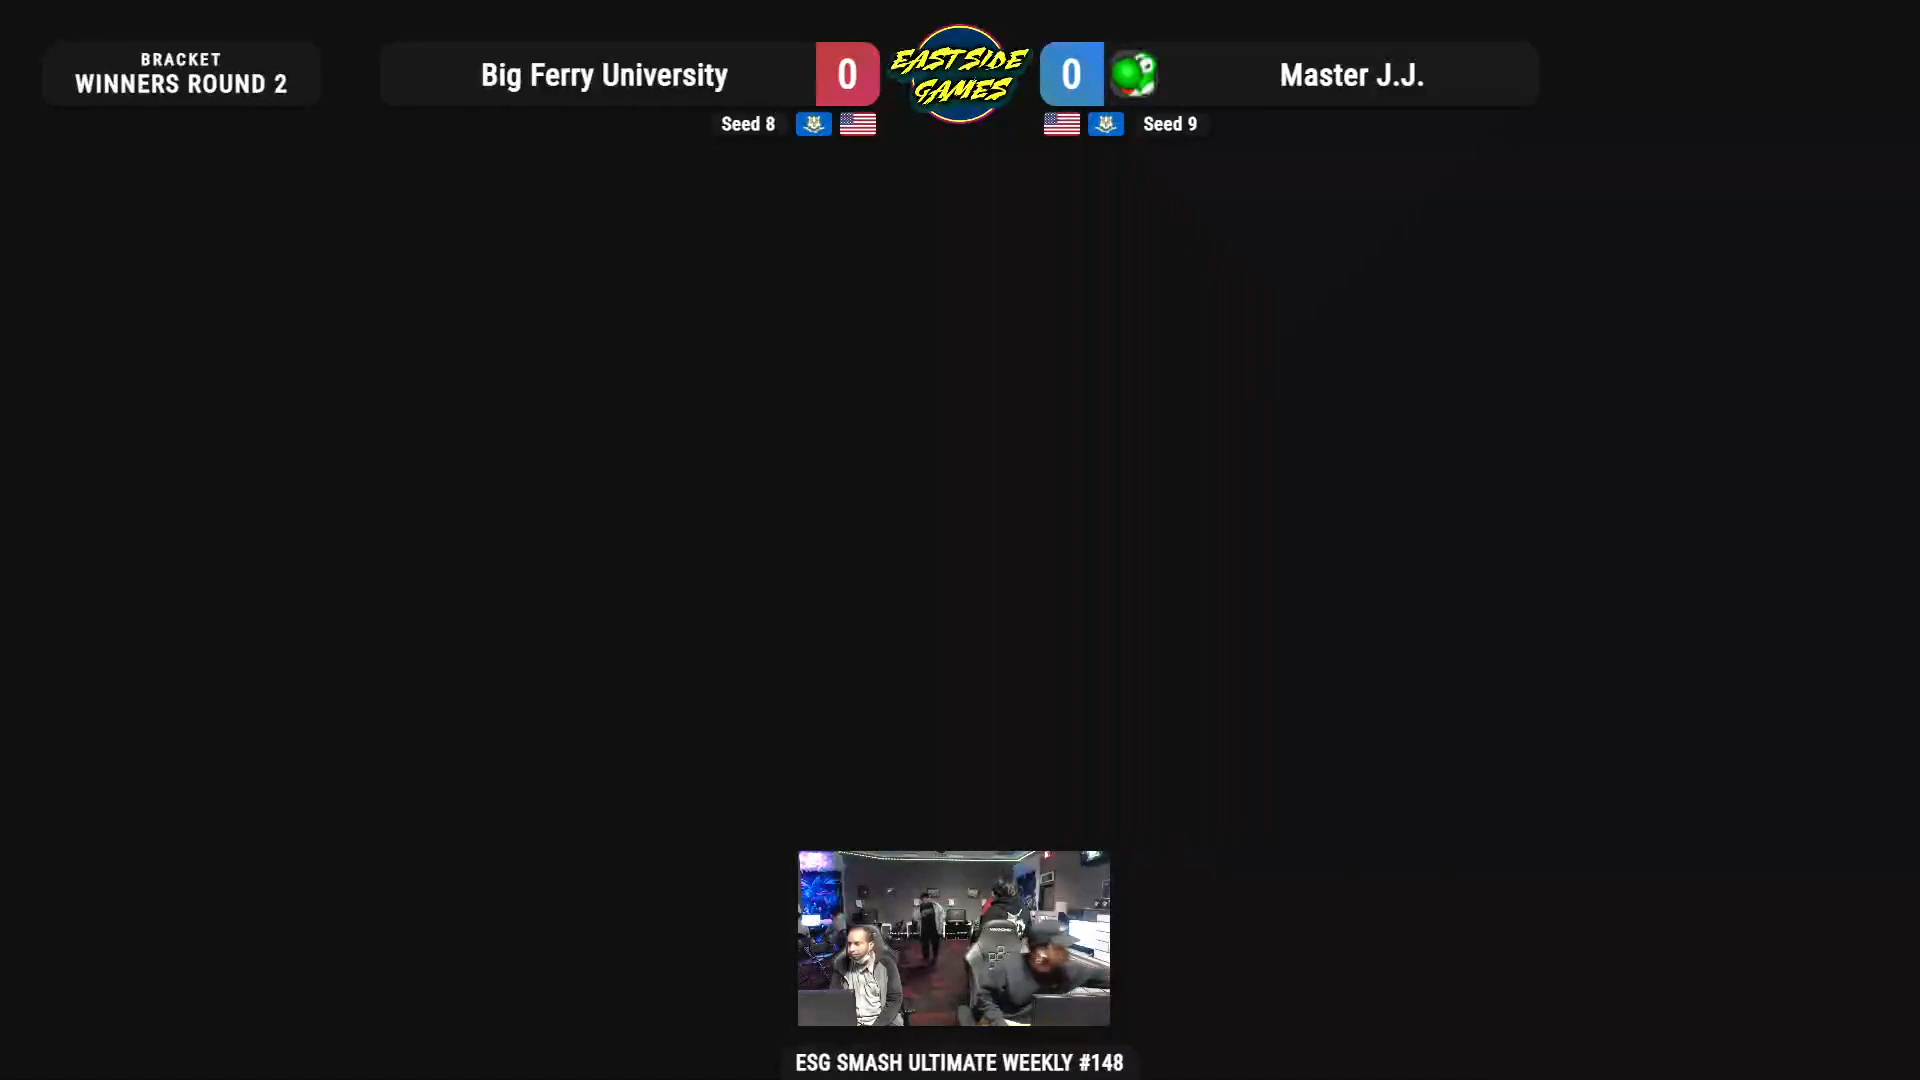 BRACKET
WINNERS ROUND 2
Big Ferry University
0
EAST SIDE
GAMES
0
Master J.J.
Seed 8
Seed 9
ESG SMASH ULTIMATE WEEKLY #148